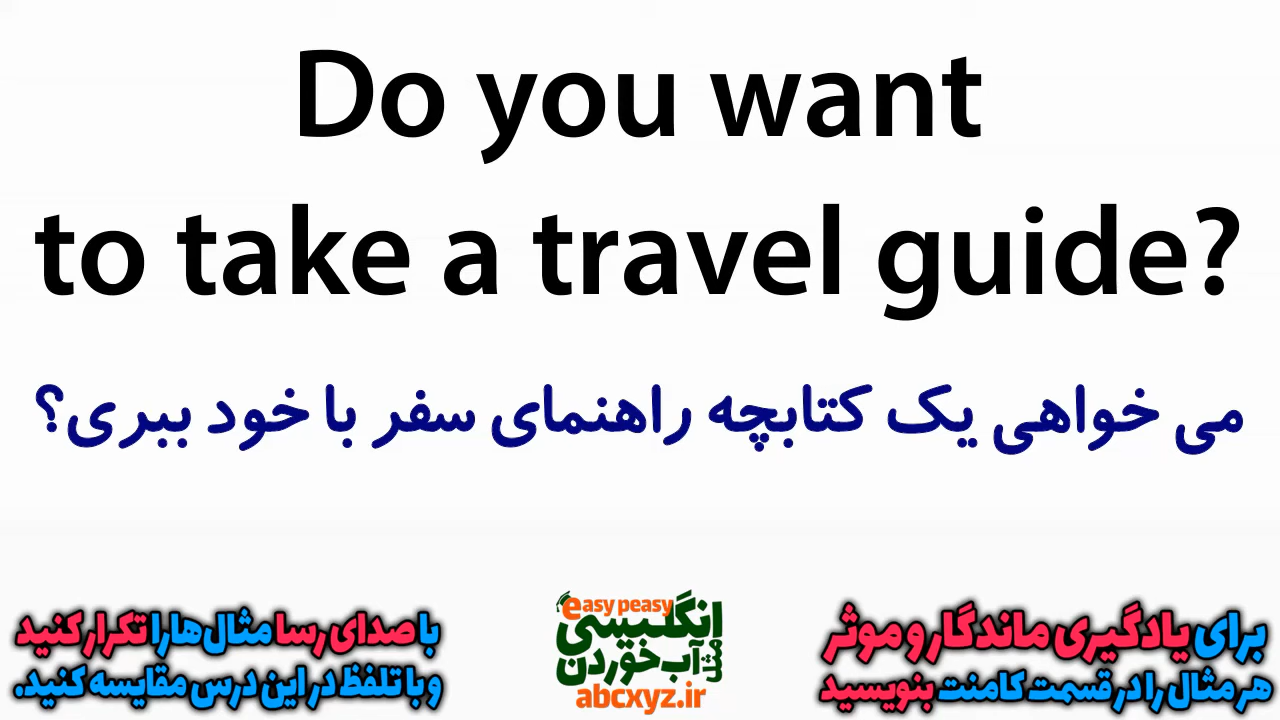 Do you want
to take a travel guide?
می خواهی یک کتابچه راهنمای سفر با خود ببری؟
برای یادگیری ماندگار و موثر
هر مثال را در قسمت کامنت بنویسید
easy peasy
انگلیسی
مثل
آب خوردن
abcxyz.ir
با صدای رسا مثال‌ها را تکرار کنید
و با تلفظ در این درس مقایسه کنید.